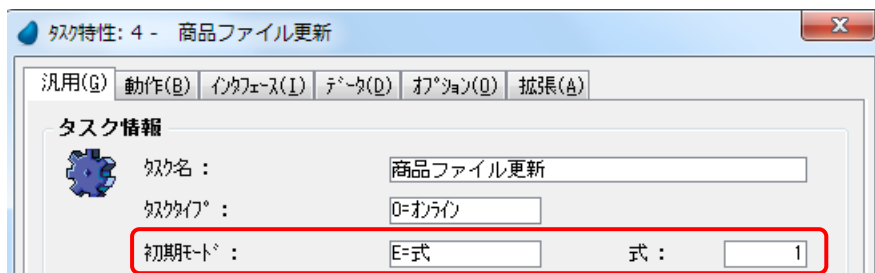 ﾀｽｸ特性: 4 - 商品ファイル更新
汎用(G) 動作(B) ｲﾝﾀﾌｪｰｽ(I) ﾃﾞｰﾀ(D) ｵﾌﾟｼｮﾝ(O) 拡張(A)
タスク情報
ﾀｽｸ名 : 商品ファイル更新
ﾀｽｸﾀｲﾌﾟ : O=ｵﾝﾗｲﾝ
初期ﾓｰﾄﾞ : E=式 式 : 1